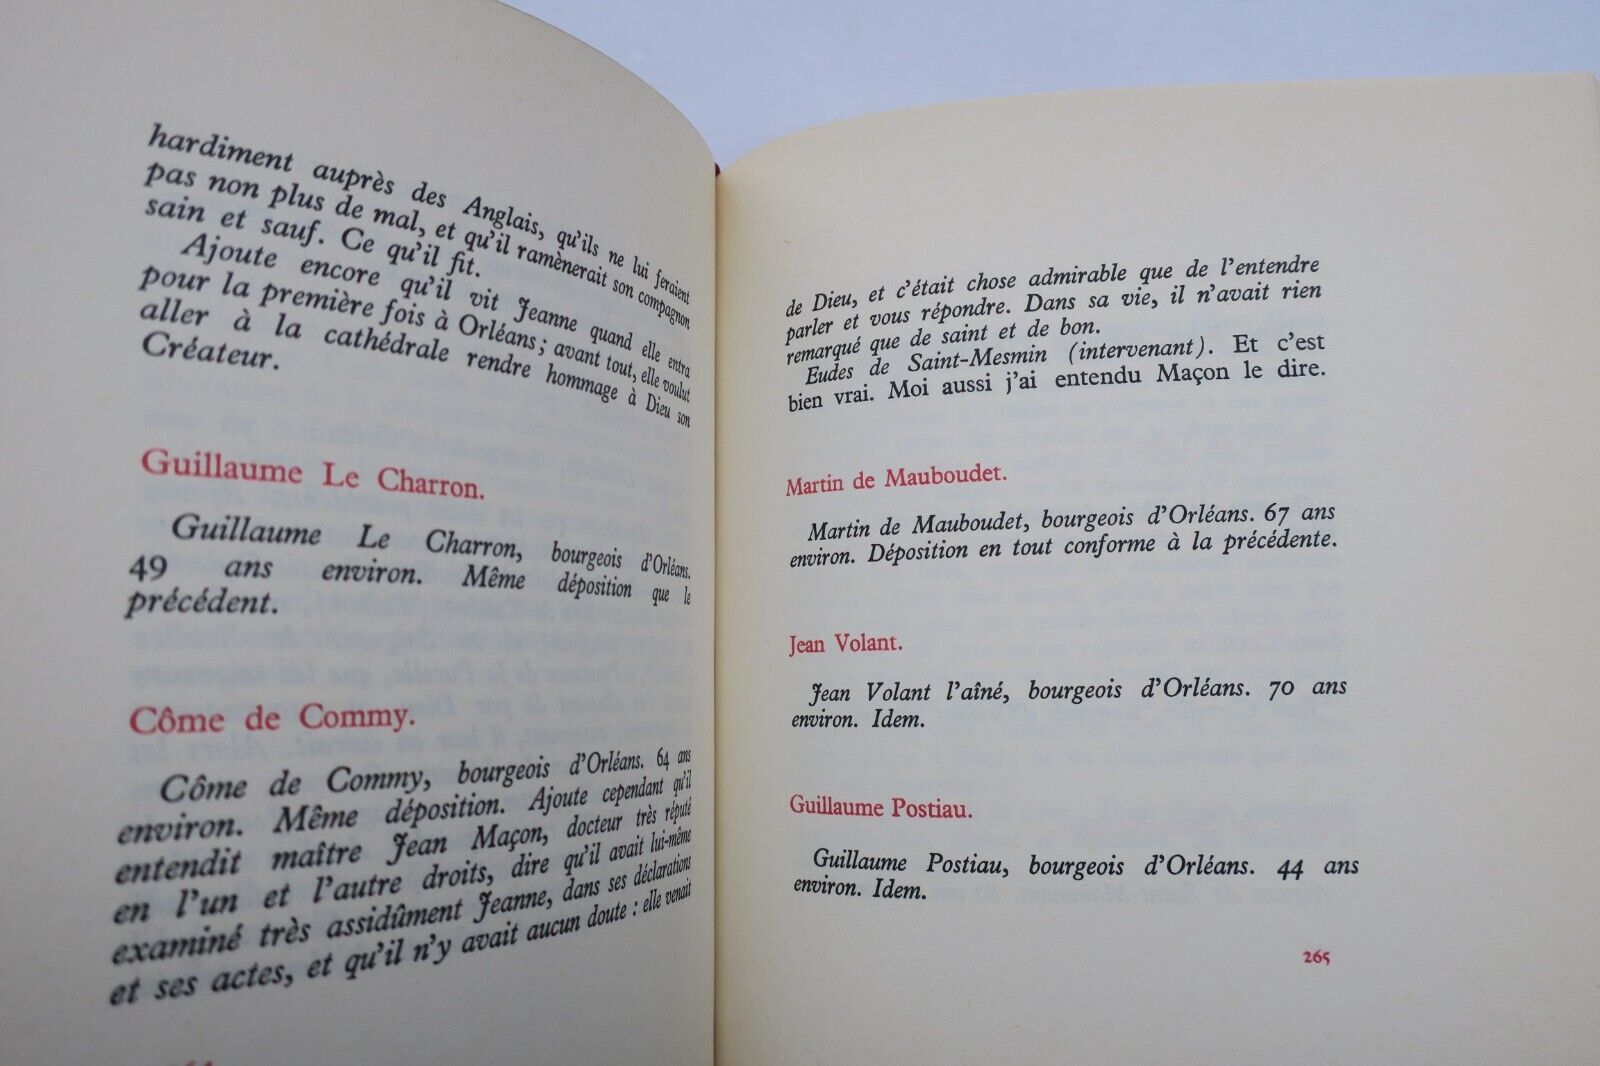 hardiment auprès des Anglais, qu'ils ne lui feraient
pas non plus de mal, et qu'il ramènerait son compagnon
sain et sauf. Ce qu'il fit.
Ajoute encore qu'il vit Jeanne quand elle entra
pour la première fois à Orléans ; avant tout, elle voulut
aller à la cathédrale rendre hommage à Dieu son
Créateur.
Guillaume Le Charron.
Guillaume Le Charron, bourgeois d'Orléans.
49 ans environ. Même déposition que le
précédent.
Côme de Commy.
Côme de Commy, bourgeois d'Orléans. 64 ans
environ. Même déposition. Ajoute cependant qu'il
entendit maître Jean Maçon, docteur très réputé
en l'un et l'autre droits, dire qu'il avait lui-même
examiné très assidûment Jeanne, dans ses déclarations
et ses actes, et qu'il n'y avait aucun doute : elle venait
de Dieu, et c'était chose admirable que de l'entendre
parler et vous répondre. Dans sa vie, il n'avait rien
remarqué que de saint et de bon.
Eudes de Saint-Mesmin (intervenant). Et c'est
bien vrai. Moi aussi j'ai entendu Maçon le dire.
Martin de Mauboudet.
Martin de Mauboudet, bourgeois d'Orléans. 67 ans
environ. Déposition en tout conforme à la précédente.
Jean Volant.
Jean Volant l'aîné, bourgeois d'Orléans. 70 ans
environ. Idem.
Guillaume Postiau.
Guillaume Postiau, bourgeois d'Orléans. 44 ans
environ. Idem.
265